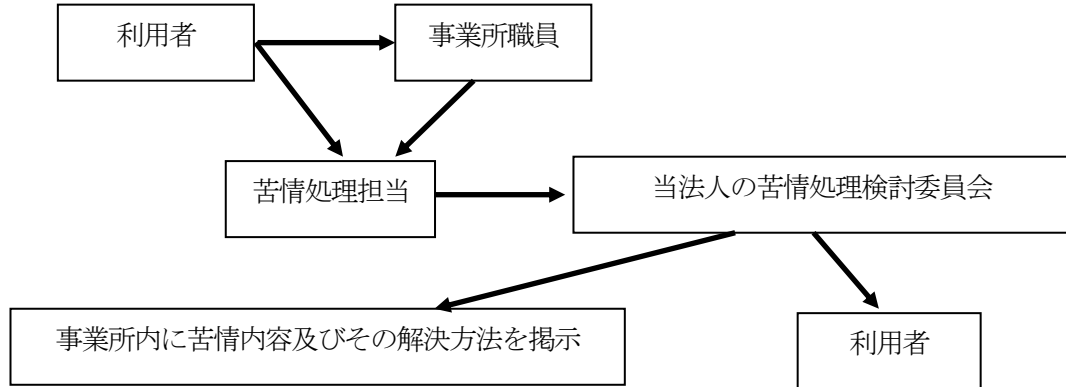 利用者
事業所職員
苦情処理担当
当法人の苦情処理検討委員会
事業所内に苦情内容及びその解決方法を掲示
利用者